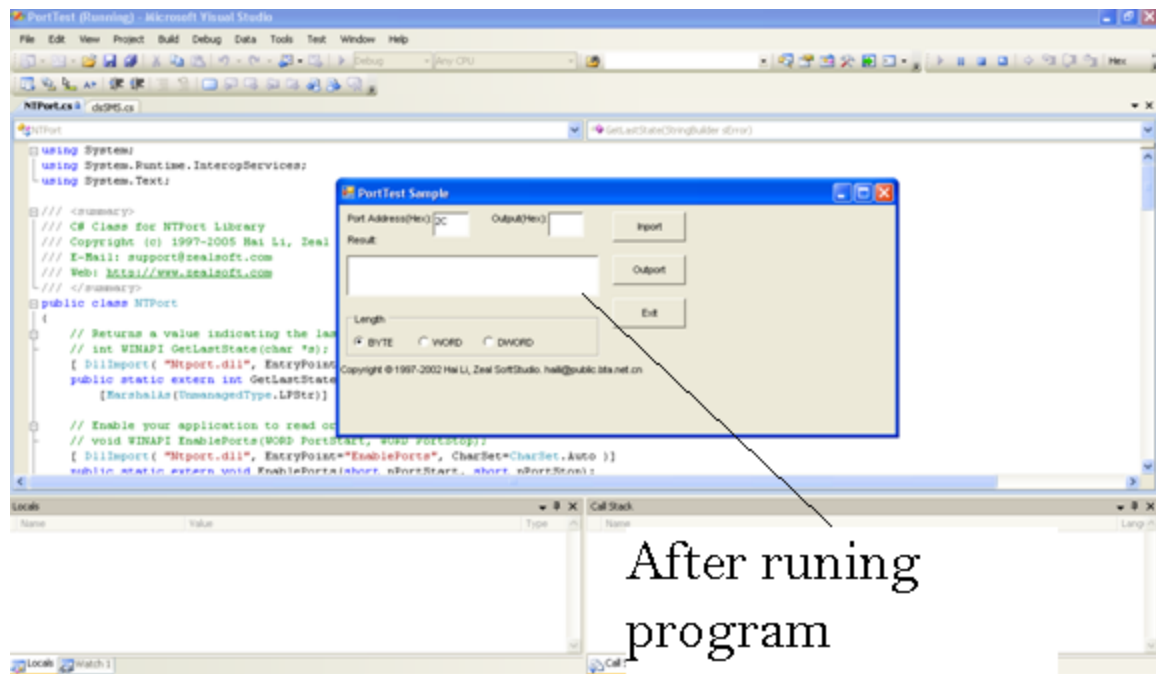 PortTest (Running) - Microsoft Visual Studio
File Edit View Project Build Debug Data Tools Test Window Help
Debug Any CPU Hex
NTPort.cs dsSMS.cs
NTPort GetLastState(StringBuilder sError)
using System;
using System.Runtime.InteropServices;
using System.Text;
/// <summary>
/// C# Class for NTPort Library
/// Copyright (c) 1997-2005 Hai Li, Zeal
/// E-Mail: support@zealsoft.com
/// Web: http://www.zealsoft.com
/// </summary>
public class NTPort
{
// Returns a value indicating the las
// int WINAPI GetLastState(char *s);
[ DllImport( "Ntport.dll", EntryPoint
public static extern int GetLastState
[MarshalAs(UnmanagedType.LPStr)]
// Enable your application to read or
// void WINAPI EnablePorts(WORD PortStart, WORD PortStop);
[ DllImport( "Ntport.dll", EntryPoint="EnablePorts", CharSet=CharSet.Auto )]
public static extern void EnablePorts(short nPortStart, short nPortStop);
PortTest Sample
Port Address(Hex): 2C Output(Hex): Inport
Result:
Outport
Exit
Length
BYTE WORD DWORD
Copyright © 1997-2002 Hai Li, Zeal SoftStudio. haili@public.bta.net.cn
Locals Call Stack
Name Value Type Name Lang
After runing
program
Locals Watch 1 Call S